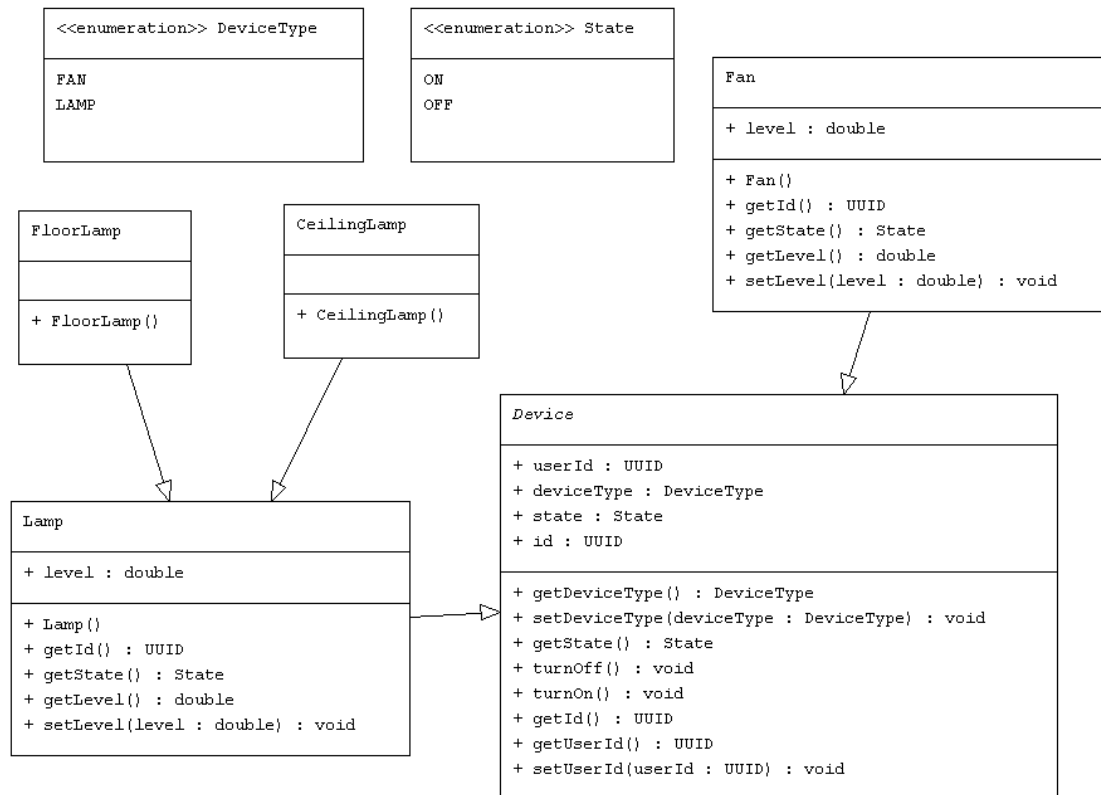 <<enumeration>> DeviceType
FAN
LAMP
<<enumeration>> State
ON
OFF
Fan
+ level : double
+ Fan()
+ getId() : UUID
+ getState() : State
+ getLevel() : double
+ setLevel(level : double) : void
FloorLamp
+ FloorLamp()
CeilingLamp
+ CeilingLamp()
Lamp
+ level : double
+ Lamp()
+ getId() : UUID
+ getState() : State
+ getLevel() : double
+ setLevel(level : double) : void
Device
+ userId : UUID
+ deviceType : DeviceType
+ state : State
+ id : UUID
+ getDeviceType() : DeviceType
+ setDeviceType(deviceType : DeviceType) : void
+ getState() : State
+ turnOff() : void
+ turnOn() : void
+ getId() : UUID
+ getUserId() : UUID
+ setUserId(userId : UUID) : void